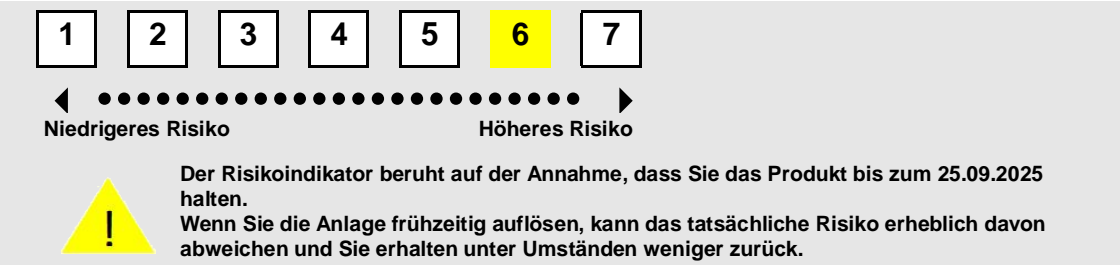 1 2 3 4 5 6 7
Niedrigeres Risiko Höheres Risiko
Der Risikoindikator beruht auf der Annahme, dass Sie das Produkt bis zum 25.09.2025
halten.
Wenn Sie die Anlage frühzeitig auflösen, kann das tatsächliche Risiko erheblich davon
abweichen und Sie erhalten unter Umständen weniger zurück.
!